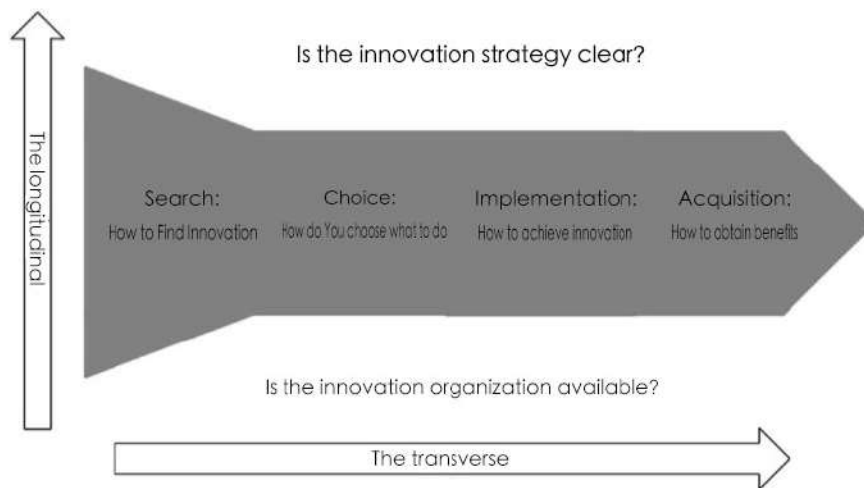 Is the innovation strategy clear?
The longitudinal
Search:
How to Find Innovation
Choice:
How do You choose what to do
Implementation:
How to achieve innovation
Acquisition:
How to obtain benefits
Is the innovation organization available?
The transverse